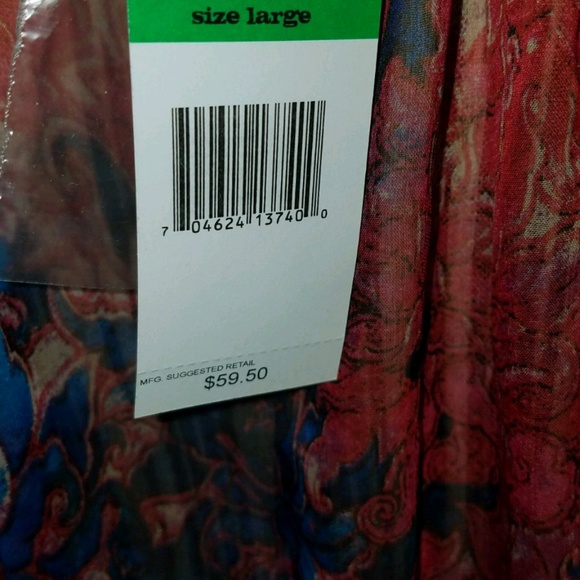 size large
7 04624 13740 0
MFG. SUGGESTED RETAIL
$59.50